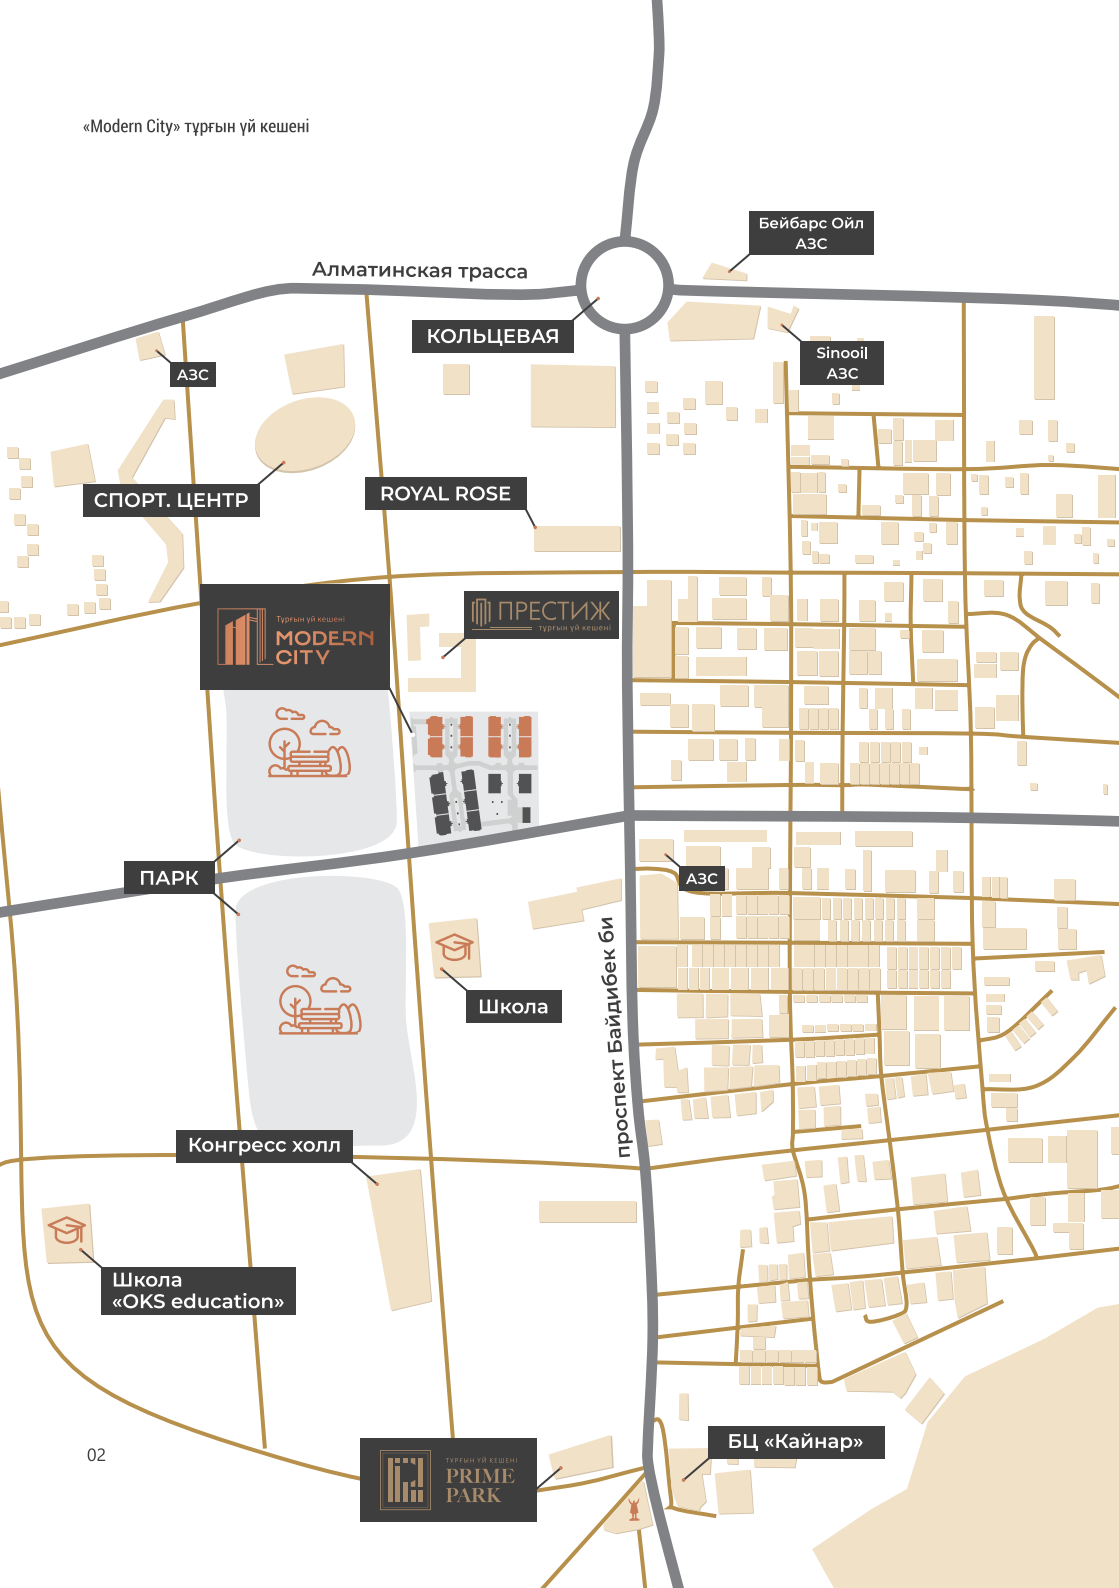 «Modern City» тұрғын үй кешені
Бейбарс Ойл
АЗС
Алматинская трасса
КОЛЬЦЕВАЯ
Sinooil
АЗС
АЗС
СПОРТ. ЦЕНТР
ROYAL ROSE
Тұрғын үй кешені
MODERN
CITY
ПРЕСТИЖ
тұрғын үй кешені
ПАРК
АЗС
проспект Байдибек би
Школа
Конгресс холл
Школа
«OKS education»
БЦ «Кайнар»
02
ТҰРҒЫН ҮЙ КЕШЕНІ
PRIME
PARK